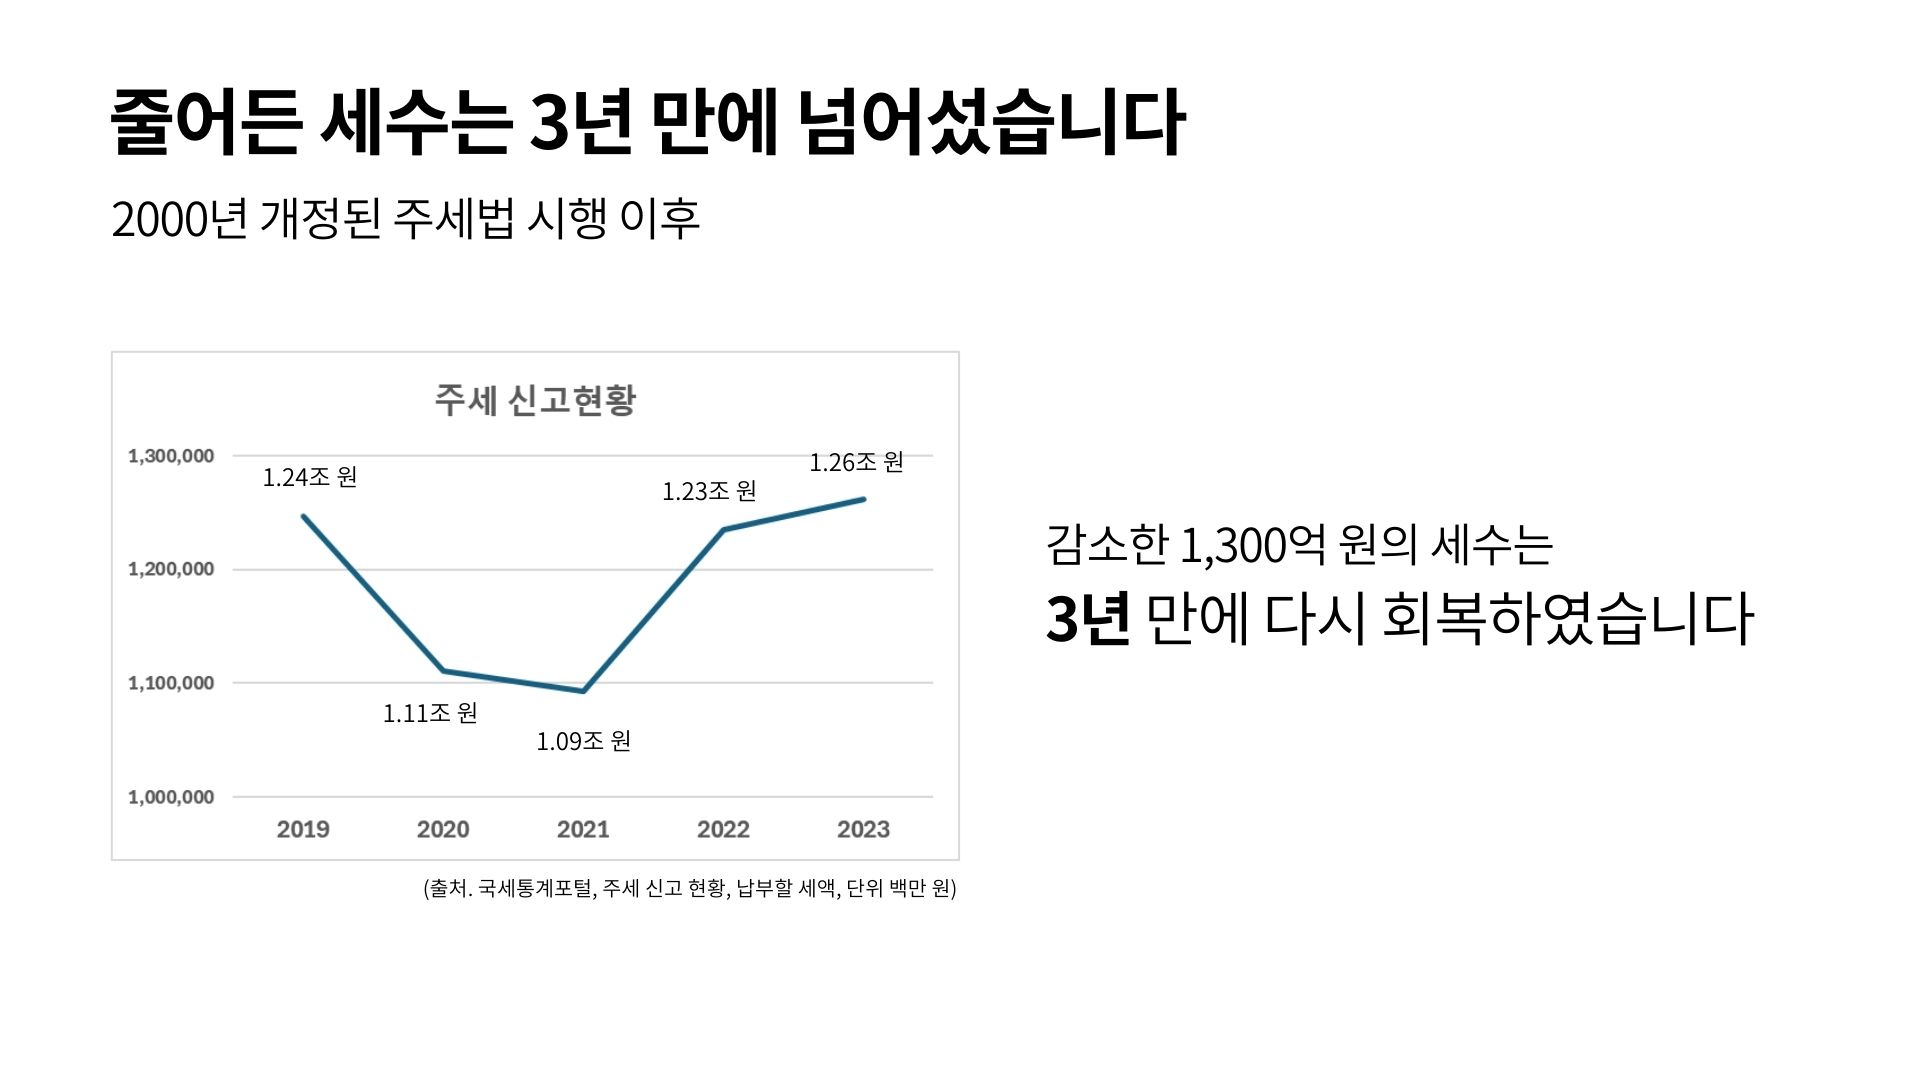 줄어든 세수는 3년 만에 넘어섰습니다
2000년 개정된 주세법 시행 이후
주세 신고현황
1,300,000
1,200,000
1,100,000
1,000,000
1.24조 원
1.11조 원
1.09조 원
1.23조 원
1.26조 원
2019 2020 2021 2022 2023
(출처. 국세통계포털, 주세 신고 현황, 납부할 세액, 단위 백만 원)
감소한 1,300억 원의 세수는
3년 만에 다시 회복하였습니다